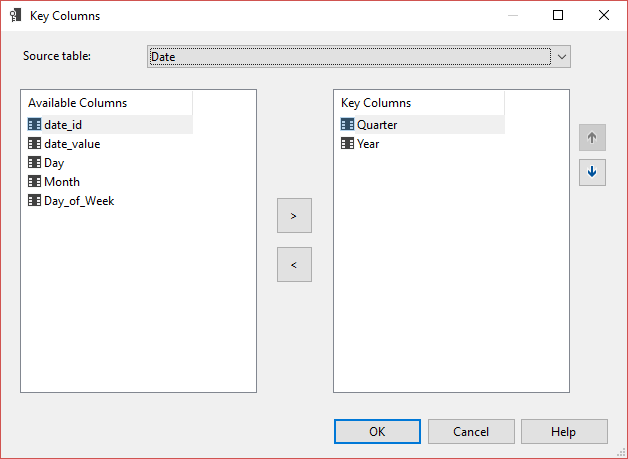 Key Columns
Source table:
Date
Available Columns
date_id
date_value
Day
Month
Day_of_Week
>
<
Key Columns
Quarter
Year
OK
Cancel
Help